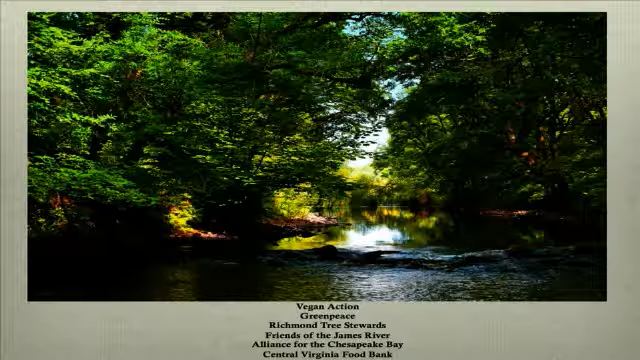 Vegan Action
Greenpeace
Richmond Tree Stewards
Friends of the James River
Alliance for the Chesapeake Bay
Central Virginia Food Bank